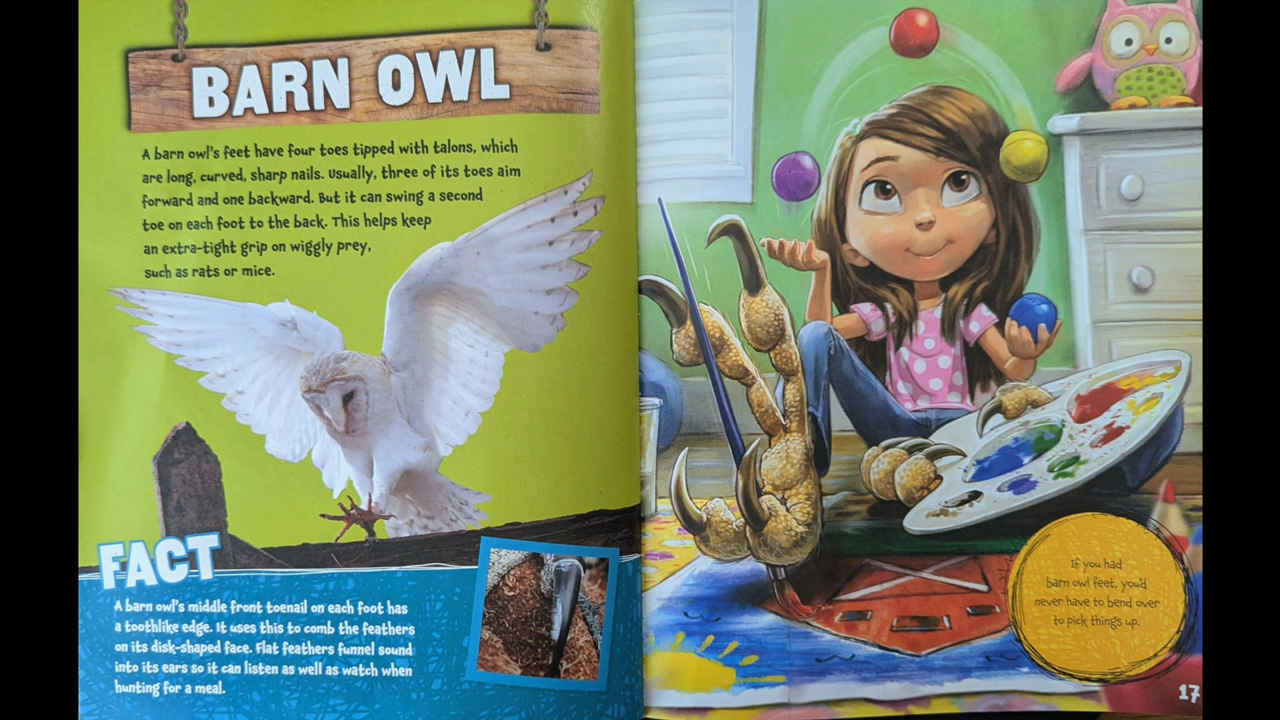 BARN OWL
A barn owl's feet have four toes tipped with talons, which
are long, curved, sharp nails. Usually, three of its toes aim
forward and one backward. But it can swing a second
toe on each foot to the back. This helps keep
an extra-tight grip on wiggly prey,
such as rats or mice.
FACT
A barn owl's middle front toenail on each foot has
a toothlike edge. It uses this to comb the feathers
on its disk-shaped face. Flat feathers funnel sound
into its ears so it can listen as well as watch when
hunting for a meal.
If you had
barn owl feet, you'd
never have to bend over
to pick things up.
17